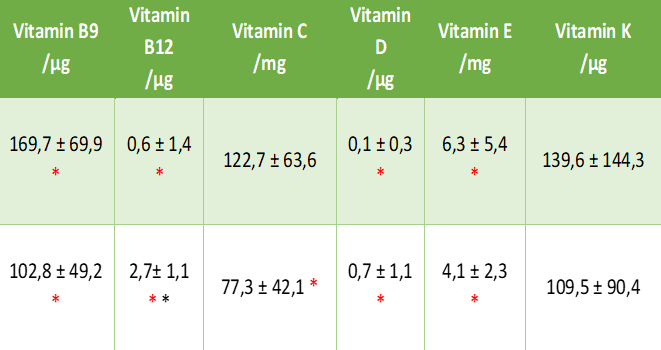 Vitamin B9 /µg
Vitamin B12 /µg
Vitamin C /mg
Vitamin D /µg
Vitamin E /mg
Vitamin K /µg
169,7 ± 69,9 *
0,6 ± 1,4 *
122,7 ± 63,6
0,1 ± 0,3 *
6,3 ± 5,4 *
139,6 ± 144,3
102,8 ± 49,2 *
2,7± 1,1 * *
77,3 ± 42,1 *
0,7 ± 1,1 *
4,1 ± 2,3 *
109,5 ± 90,4